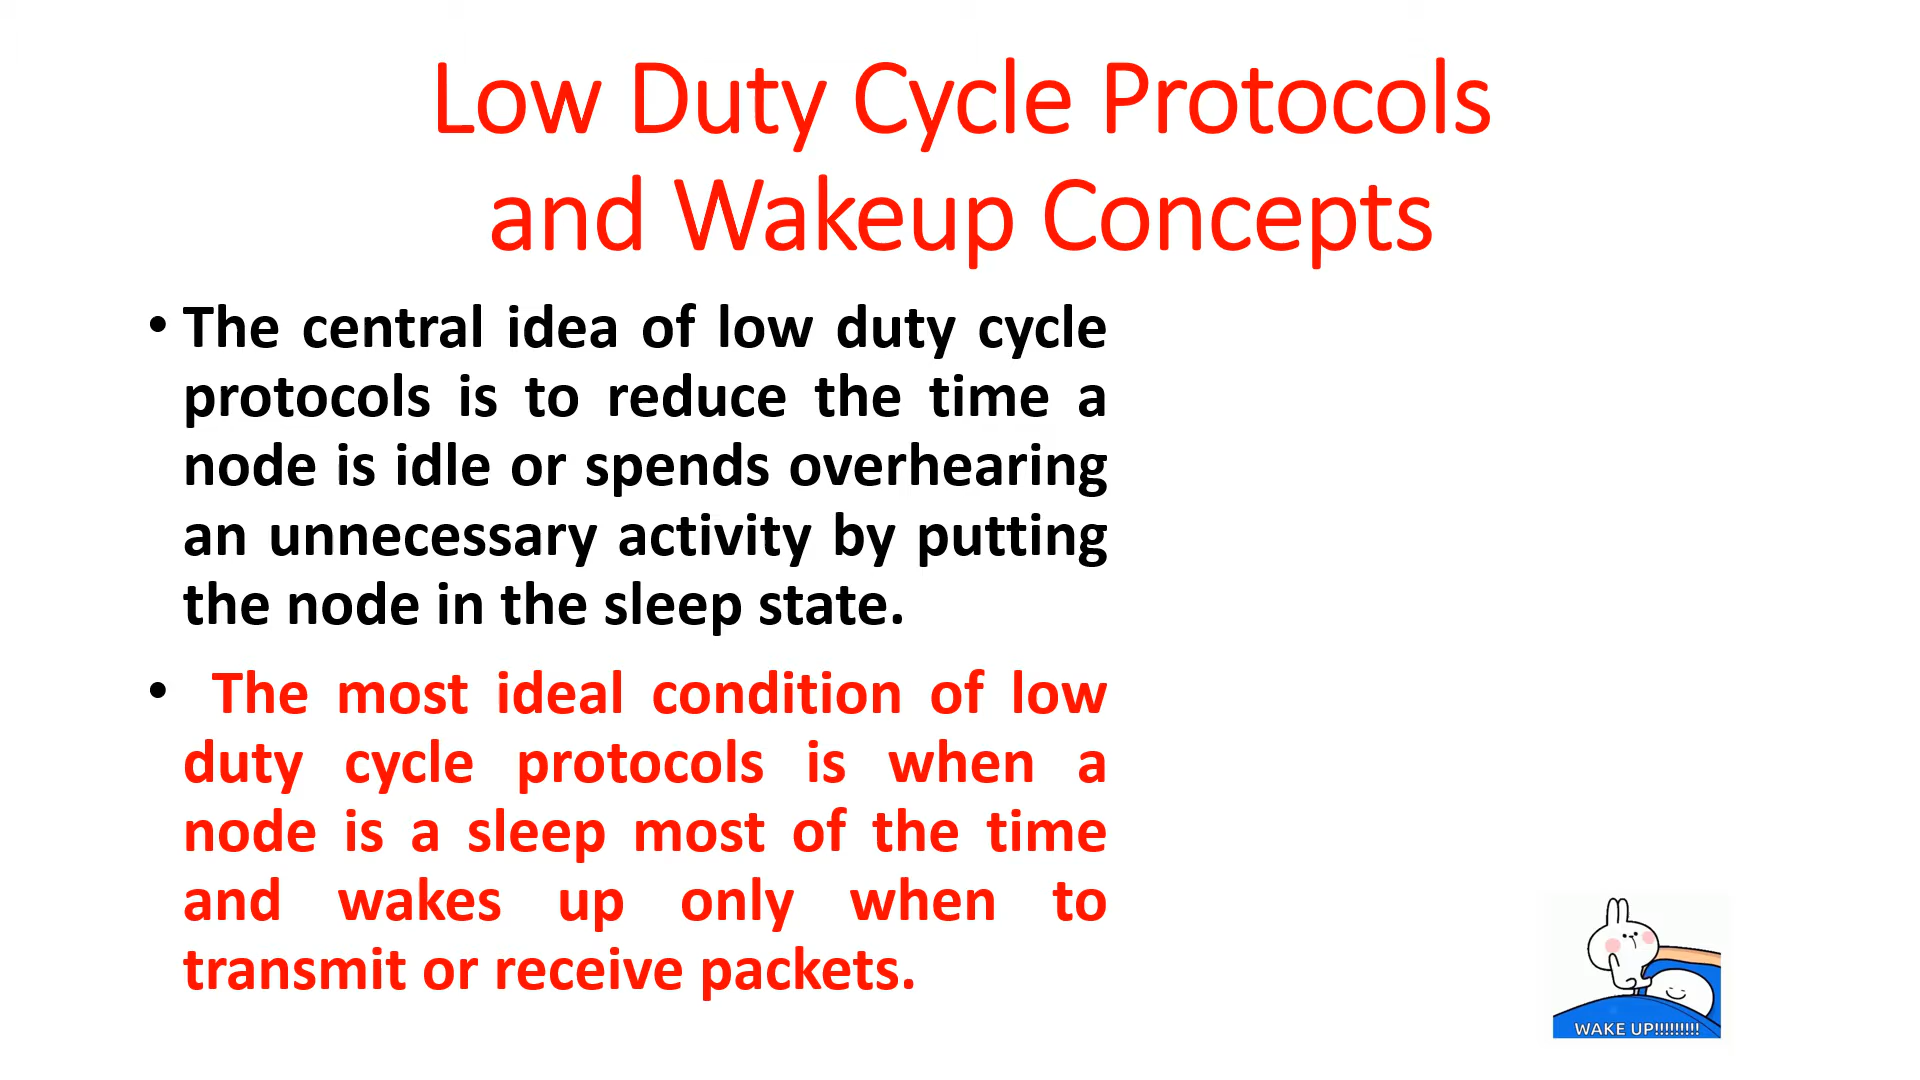 Low Duty Cycle Protocols
and Wakeup Concepts
• The central idea of low duty cycle
protocols is to reduce the time a
node is idle or spends overhearing
an unnecessary activity by putting
the node in the sleep state.
• The most ideal condition of low
duty cycle protocols is when a
node is a sleep most of the time
and wakes up only when to
transmit or receive packets.
WAKE UP!!!!!!!!!